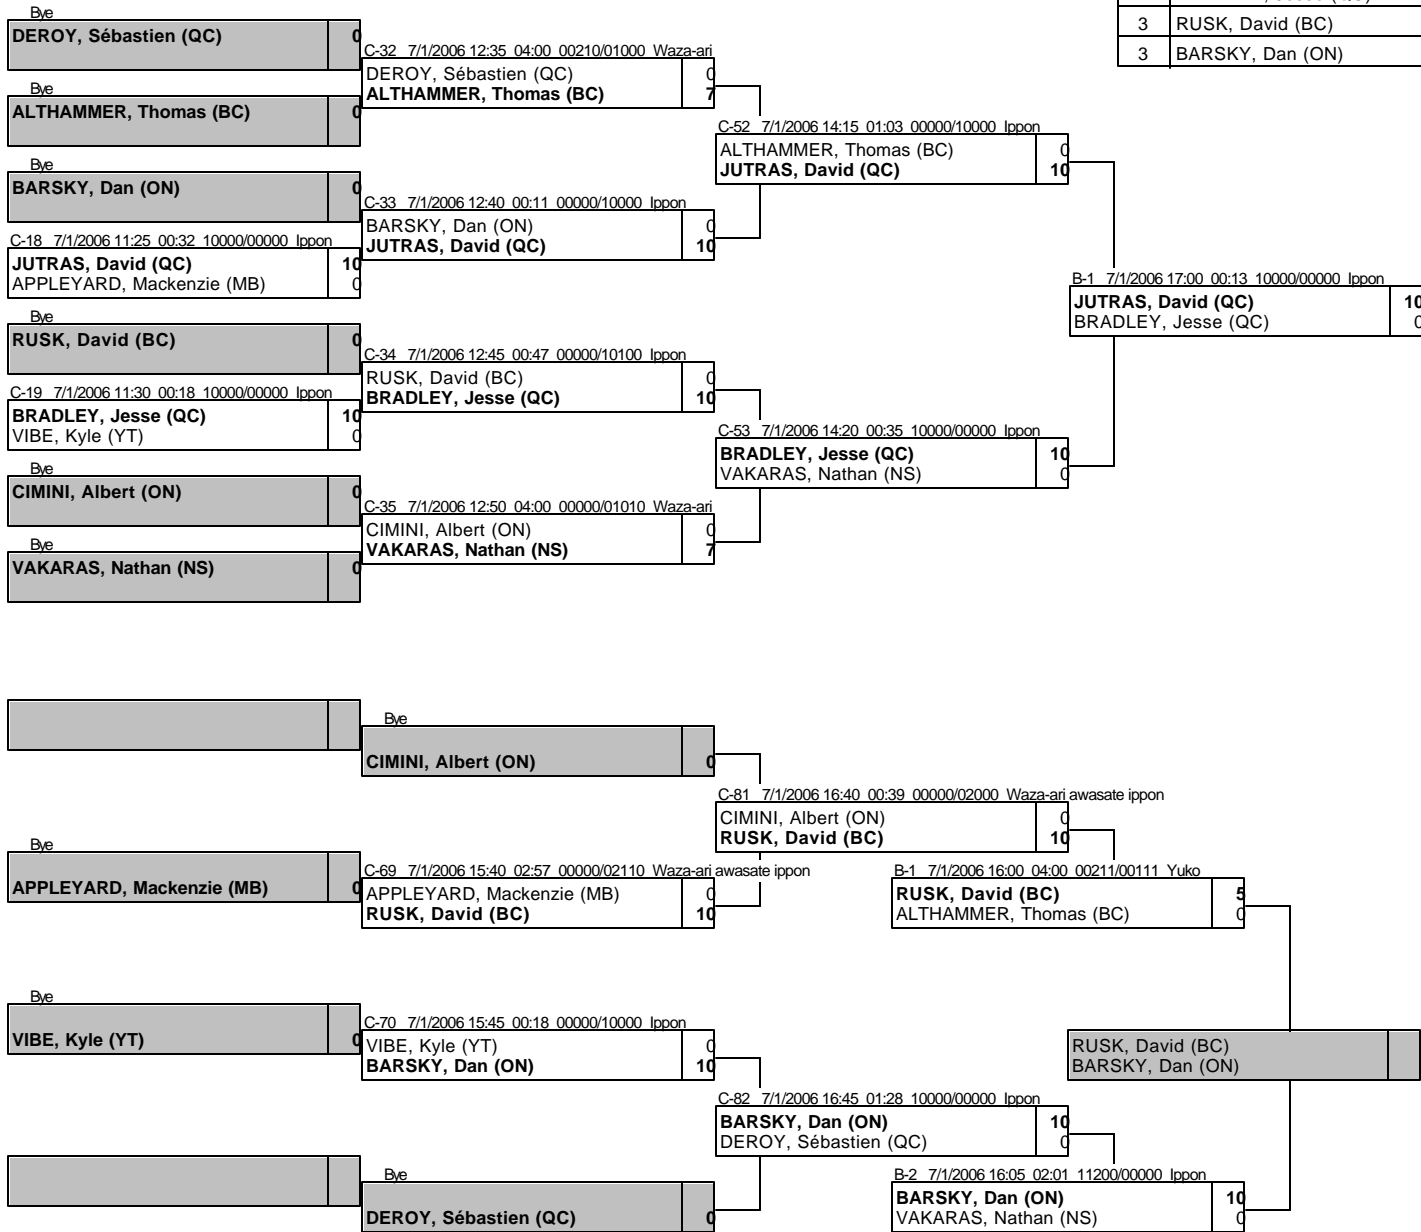 3 RUSK, David (BC)
3 BARSKY, Dan (ON)
Bye
DEROY, Sébastien (QC) 0
Bye
ALTHAMMER, Thomas (BC) 0
Bye
BARSKY, Dan (ON) 0
C-18 7/1/2006 11:25 00:32 10000/00000 Ippon
JUTRAS, David (QC) 10
APPLEYARD, Mackenzie (MB) 0
Bye
RUSK, David (BC) 0
C-19 7/1/2006 11:30 00:18 10000/00000 Ippon
BRADLEY, Jesse (QC) 10
VIBE, Kyle (YT) 0
Bye
CIMINI, Albert (ON) 0
Bye
VAKARAS, Nathan (NS) 0
C-32 7/1/2006 12:35 04:00 00210/01000 Waza-ari
DEROY, Sébastien (QC) 0
ALTHAMMER, Thomas (BC) 7
C-33 7/1/2006 12:40 00:11 00000/10000 Ippon
BARSKY, Dan (ON) 0
JUTRAS, David (QC) 10
C-34 7/1/2006 12:45 00:47 00000/10100 Ippon
RUSK, David (BC) 0
BRADLEY, Jesse (QC) 10
C-35 7/1/2006 12:50 04:00 00000/01010 Waza-ari
CIMINI, Albert (ON) 0
VAKARAS, Nathan (NS) 7
C-52 7/1/2006 14:15 01:03 00000/10000 Ippon
ALTHAMMER, Thomas (BC) 0
JUTRAS, David (QC) 10
C-53 7/1/2006 14:20 00:35 10000/00000 Ippon
BRADLEY, Jesse (QC) 10
VAKARAS, Nathan (NS) 0
B-1 7/1/2006 17:00 00:13 10000/00000 Ippon
JUTRAS, David (QC) 10
BRADLEY, Jesse (QC) 0
Bye
APPLEYARD, Mackenzie (MB) 0
Bye
VIBE, Kyle (YT) 0
Bye
CIMINI, Albert (ON) 0
C-69 7/1/2006 15:40 02:57 00000/02110 Waza-ari awasate ippon
APPLEYARD, Mackenzie (MB) 0
RUSK, David (BC) 10
C-70 7/1/2006 15:45 00:18 00000/10000 Ippon
VIBE, Kyle (YT) 0
BARSKY, Dan (ON) 10
Bye
DEROY, Sébastien (QC) 0
C-81 7/1/2006 16:40 00:39 00000/02000 Waza-ari awasate ippon
CIMINI, Albert (ON) 0
RUSK, David (BC) 10
C-82 7/1/2006 16:45 01:28 10000/00000 Ippon
BARSKY, Dan (ON) 10
DEROY, Sébastien (QC) 0
B-1 7/1/2006 16:00 04:00 00211/00111 Yuko
RUSK, David (BC) 5
ALTHAMMER, Thomas (BC) 0
B-2 7/1/2006 16:05 02:01 11200/00000 Ippon
BARSKY, Dan (ON) 10
VAKARAS, Nathan (NS) 0
RUSK, David (BC)
BARSKY, Dan (ON)